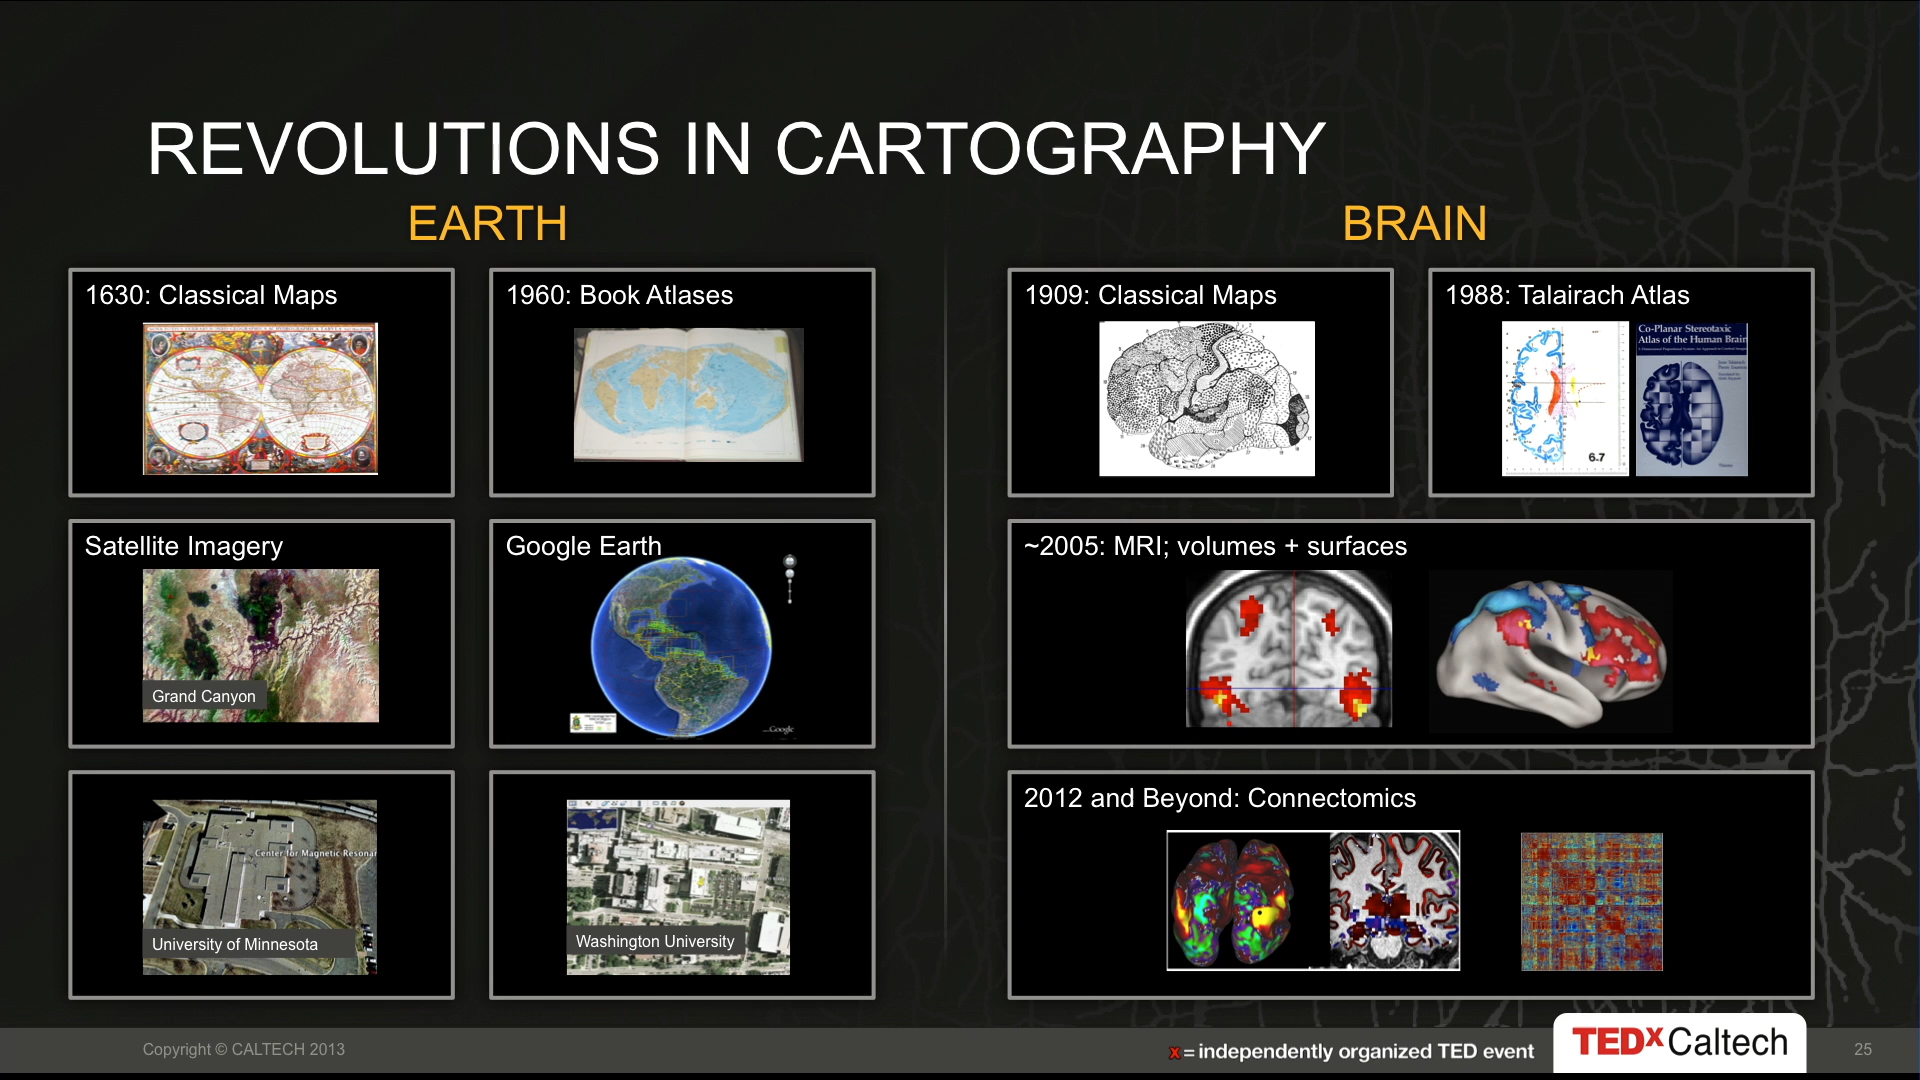 REVOLUTIONS IN CARTOGRAPHY
EARTH
1630: Classical Maps
1960: Book Atlases
Satellite Imagery
Grand Canyon
Google Earth
Google
Center for Magnetic Resonan
University of Minnesota
Washington University
BRAIN
1909: Classical Maps
1988: Talairach Atlas
6.7
Co-Planar Stereotaxic
Atlas of the Human Brain
~2005: MRI; volumes + surfaces
2012 and Beyond: Connectomics
Copyright © CALTECH 2013
x = independently organized TED event
TEDx Caltech
25